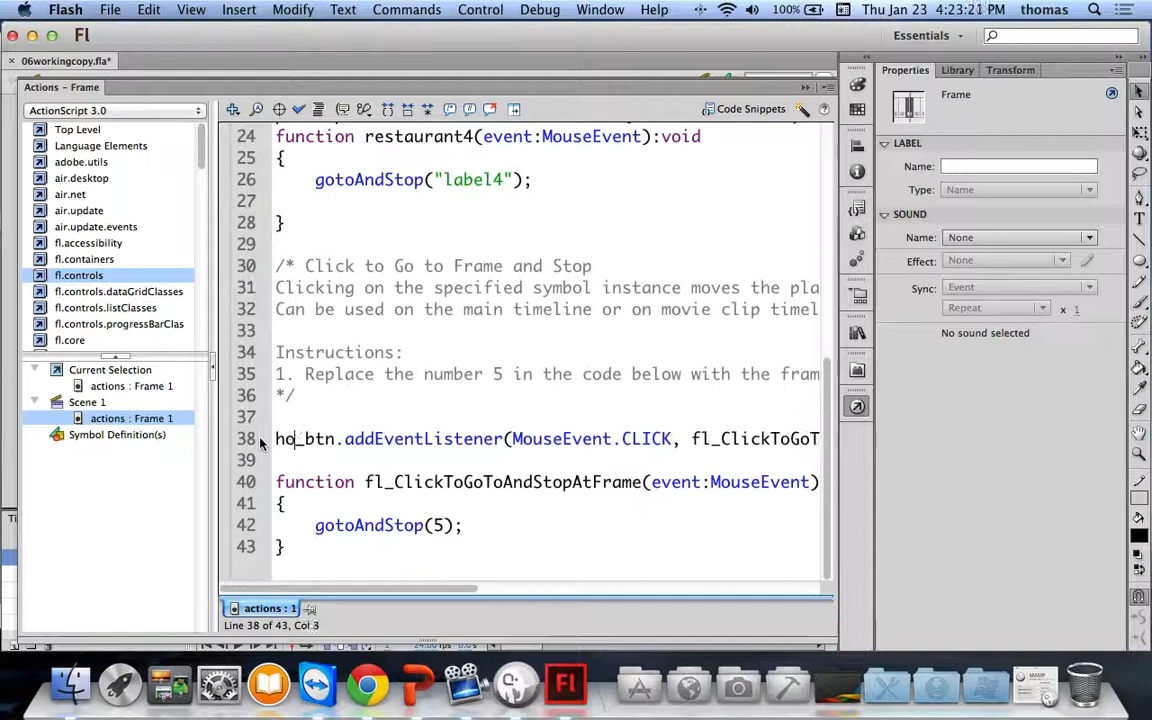 Flash File Edit View Insert Modify Text Commands Control Debug Window Help 100% Thu Jan 23 4:23:21 PM thomas
Fl Essentials
06workingcopy.fla*
Actions - Frame
ActionScript 3.0
Top Level
Language Elements
adobe.utils
air.desktop
air.net
air.update
air.update.events
fl.accessibility
fl.containers
fl.controls
fl.controls.dataGridClasses
fl.controls.listClasses
fl.controls.progressBarClas
fl.core
Current Selection
actions : Frame 1
Scene 1
actions : Frame 1
Symbol Definition(s)
Code Snippets
24 function restaurant4(event:MouseEvent):void
25 {
26 gotoAndStop("label4");
27
28 }
29
30 /* Click to Go to Frame and Stop
31 Clicking on the specified symbol instance moves the pla
32 Can be used on the main timeline or on movie clip timel
33
34 Instructions:
35 1. Replace the number 5 in the code below with the fram
36 */
37
38 ho_btn.addEventListener(MouseEvent.CLICK, fl_ClickToGoT
39
40 function fl_ClickToGoToAndStopAtFrame(event:MouseEvent)
41 {
42 gotoAndStop(5);
43 }
actions : 1
Line 38 of 43, Col 3
Properties Library Transform
Frame
LABEL
Name:
Type: Name
SOUND
Name: None
Effect: None
Sync: Event
Repeat x 1
No sound selected
Fl
MAMP